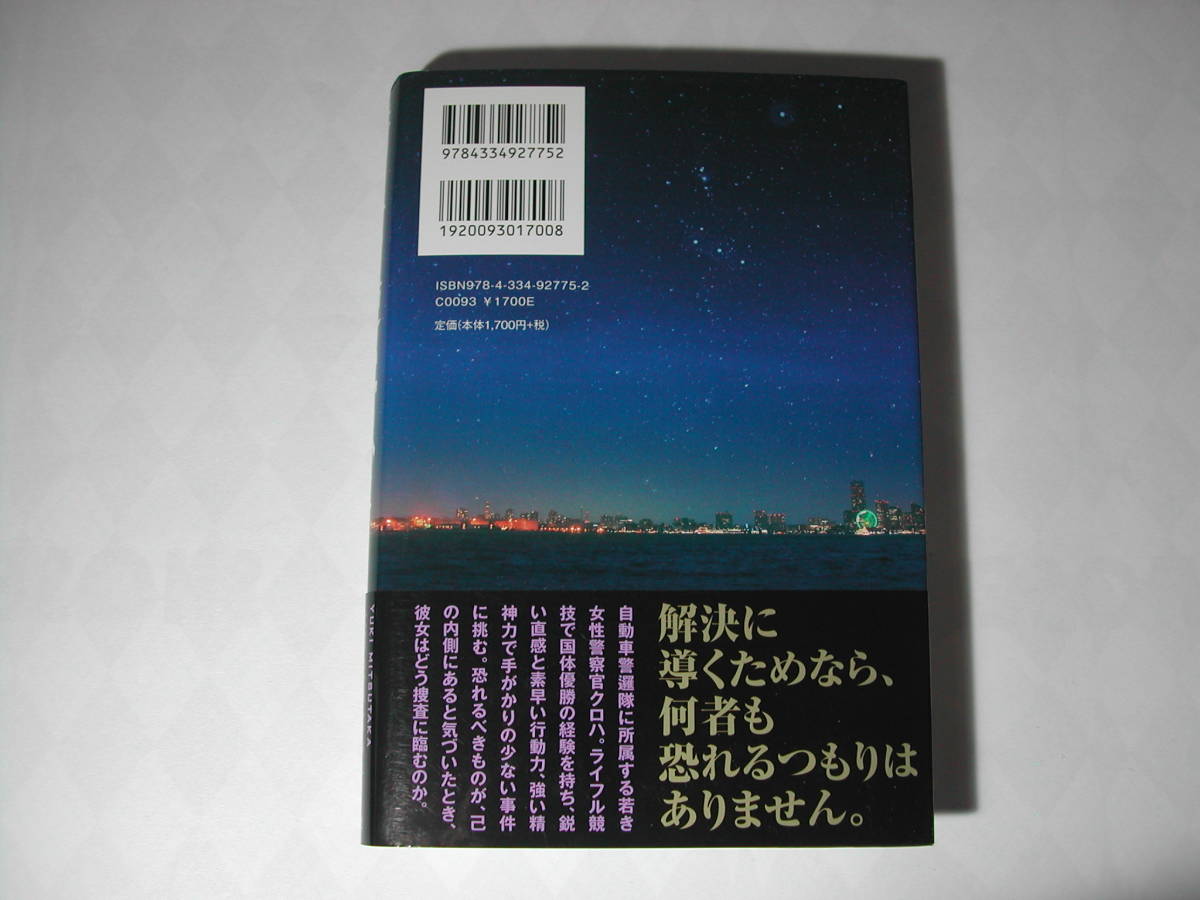 9784334927752
1920093017008
ISBN978-4-334-92775-2
C0093 ¥1700E
定価(本体1,700円+税)
解決に
導くためなら、
何者も
恐れるつもりは
ありません。
自動車警邏隊に所属する若き
女性警察官クロハ。ライフル競
技で国体優勝の経験を持ち、鋭
い直感と素早い行動力、強い精
神力で手がかりの少ない事件
に挑む。恐れるべきものが、己
の内側にあると気づいたとき、
彼女はどう捜査に臨むのか。
YUKI MITSUTAKA